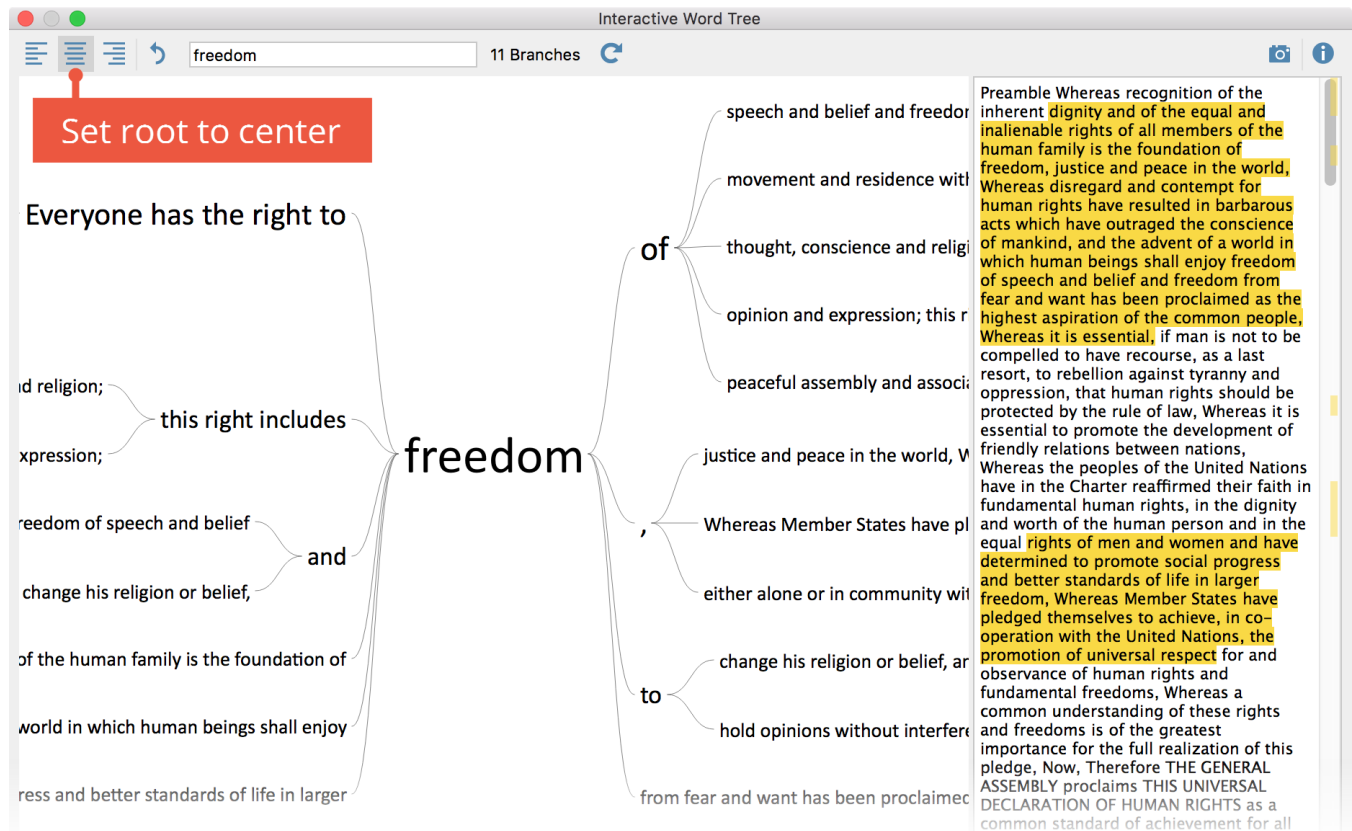 Interactive Word Tree
freedom
11 Branches
Set root to center
Everyone has the right to
religion;
this right includes
of speech and belief
and
change his religion or belief,
of the human family is the foundation of
world in which human beings shall enjoy
and better standards of life in larger
freedom
of
speech and belief and
movement and residence
thought, conscience and
opinion and expression; this
peaceful assembly and
,
justice and peace in the world,
Whereas Member States have
either alone or in community
to
change his religion or belief,
hold opinions without
from fear and want has been proclaimed
Preamble Whereas recognition of the
inherent dignity and of the equal and
inalienable rights of all members of the
human family is the foundation of
freedom, justice and peace in the world,
Whereas disregard and contempt for
human rights have resulted in barbarous
acts which have outraged the conscience
of mankind, and the advent of a world in
which human beings shall enjoy freedom
of speech and belief and freedom from
fear and want has been proclaimed as the
highest aspiration of the common people,
Whereas it is essential, if man is not to be
compelled to have recourse, as a last
resort, to rebellion against tyranny and
oppression, that human rights should be
protected by the rule of law, Whereas it is
essential to promote the development of
friendly relations between nations,
Whereas the peoples of the United Nations
have in the Charter reaffirmed their faith in
fundamental human rights, in the dignity
and worth of the human person and in the
equal rights of men and women and have
determined to promote social progress
and better standards of life in larger
freedom, Whereas Member States have
pledged themselves to achieve, in co-
operation with the United Nations, the
promotion of universal respect for and
observance of human rights and
fundamental freedoms, Whereas a
common understanding of these rights
and freedoms is of the greatest
importance for the full realization of this
pledge, Now, Therefore THE GENERAL
ASSEMBLY proclaims THIS UNIVERSAL
DECLARATION OF HUMAN RIGHTS as a
common standard of achievement for all